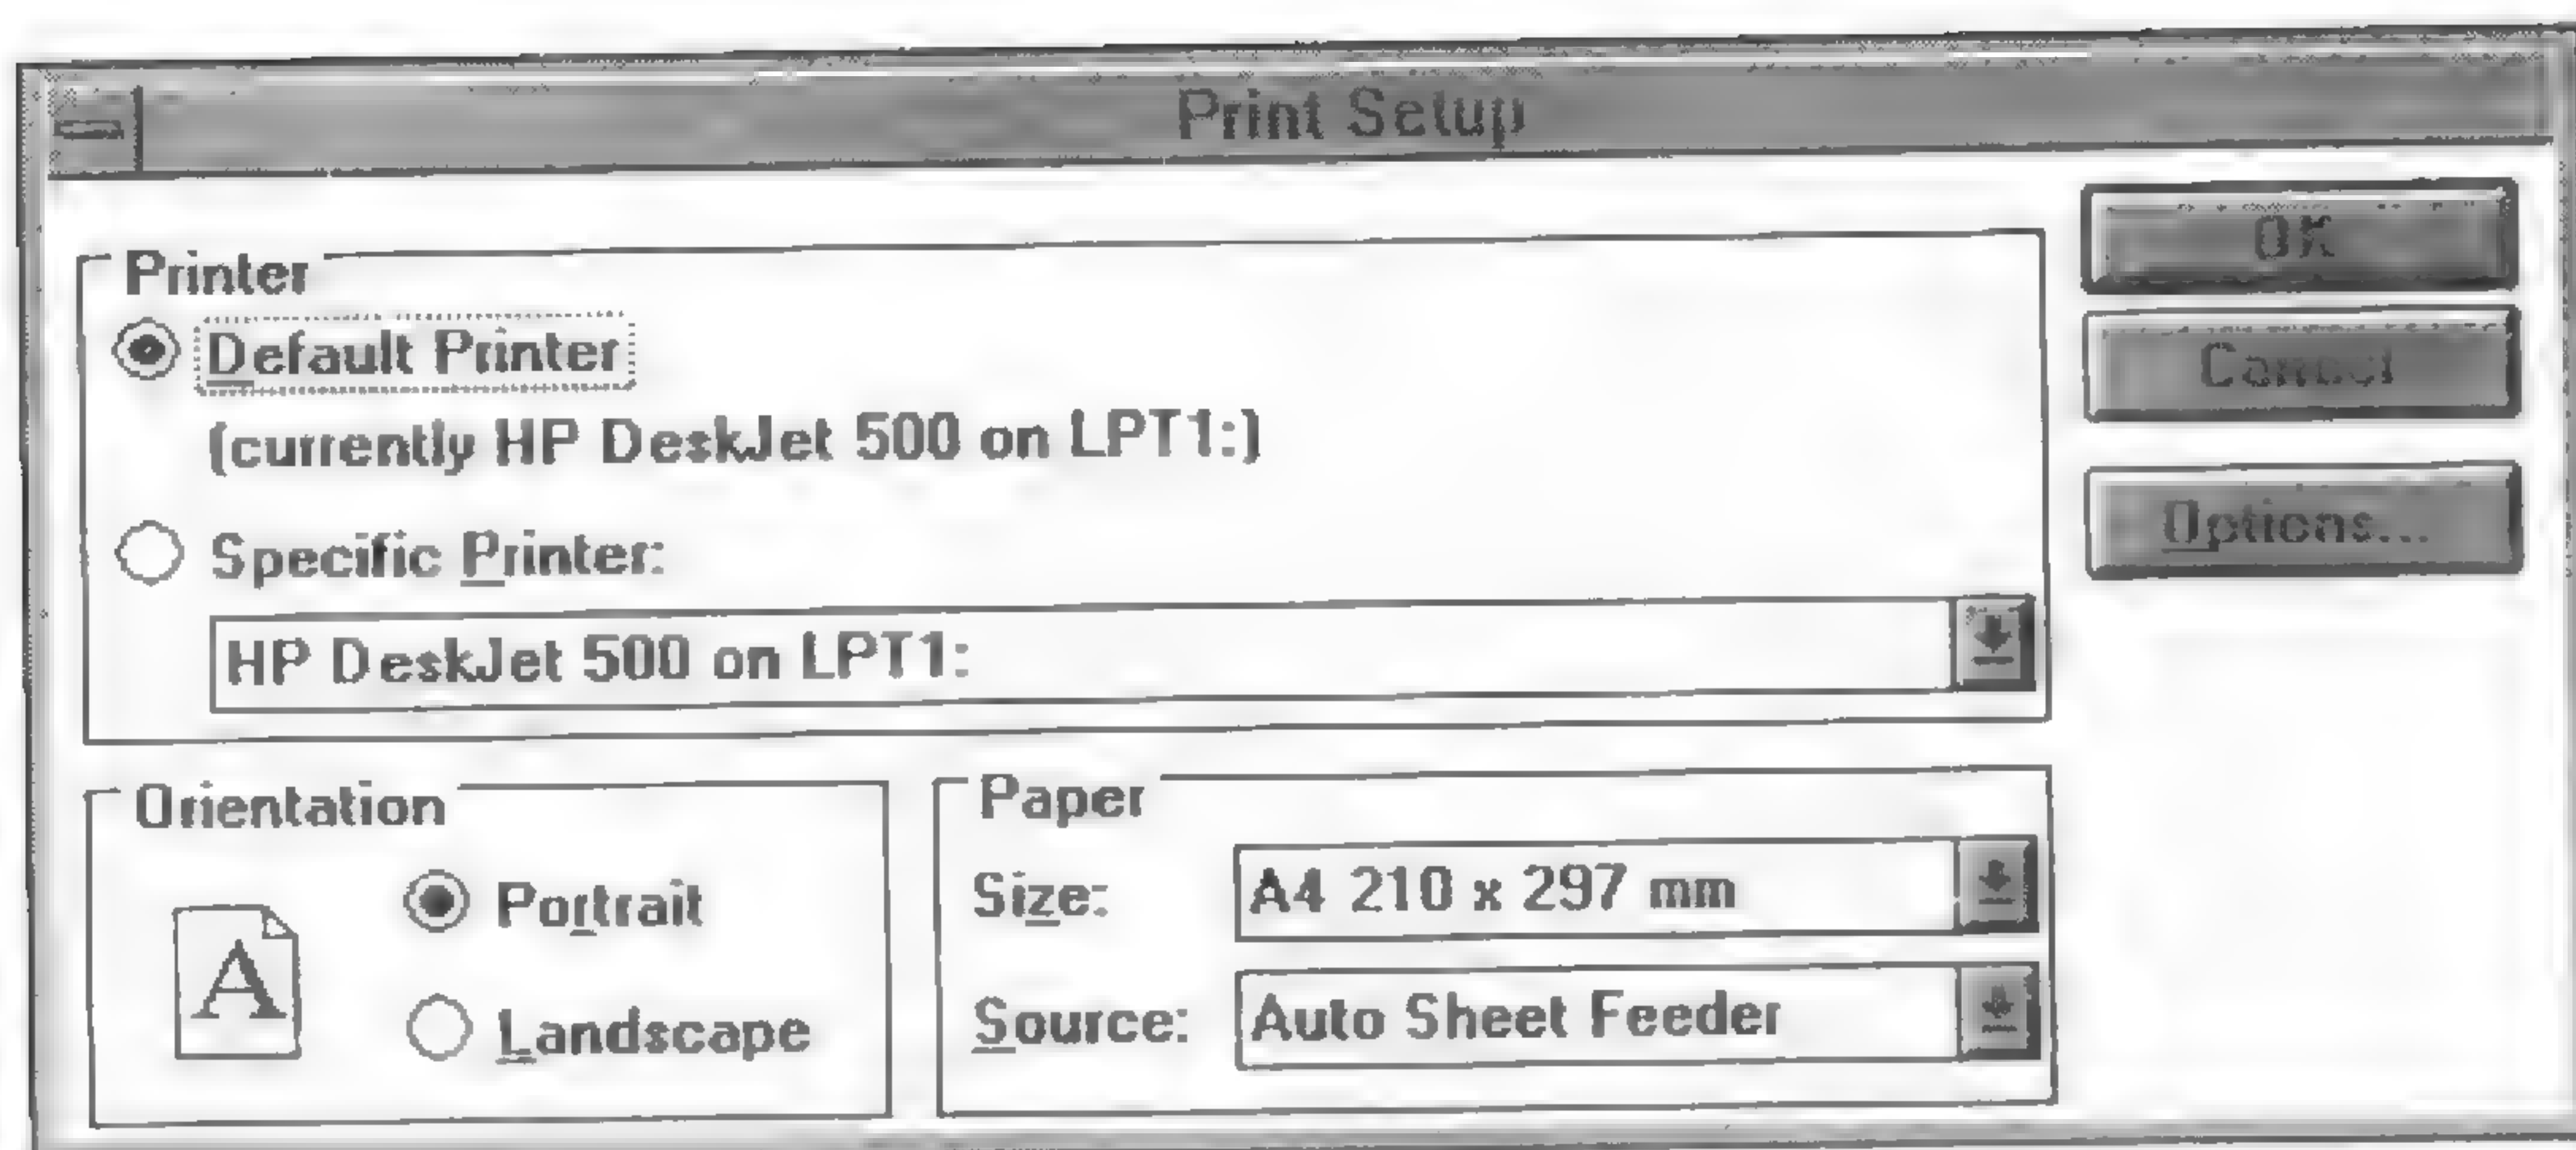 Print Setup
Printer
Default Printer
(currently HP DeskJet 500 on LPT1:)
Specific Printer:
HP DeskJet 500 on LPT1:
OK
Cancel
Options...
Orientation
A
Portrait
Landscape
Paper
Size: A4 210 x 297 mm
Source: Auto Sheet Feeder